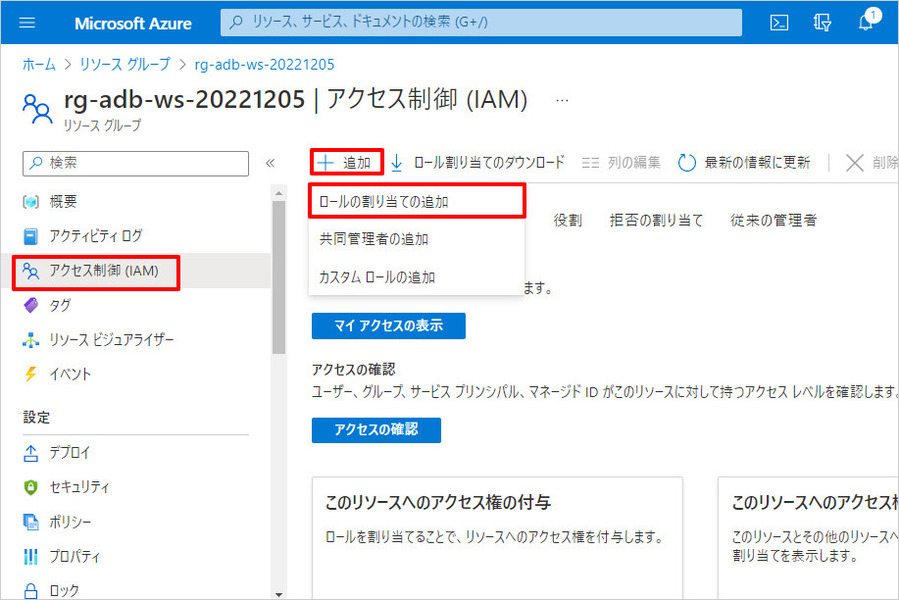 Microsoft Azure
リソース、サービス、ドキュメントの検索 (G+/)
1
ホーム > リソース グループ > rg-adb-ws-20221205
rg-adb-ws-20221205 | アクセス制御 (IAM) …
リソース グループ
検索
«
追加
ロール割り当てのダウンロード
列の編集
最新の情報に更新
削除
ロールの割り当ての追加
共同管理者の追加
カスタム ロールの追加
役割
拒否の割り当て
従来の管理者
ます。
マイ アクセスの表示
アクセスの確認
ユーザー、グループ、サービス プリンシパル、マネージド ID がこのリソースに対して持つアクセス レベルを確認します。
アクセスの確認
このリソースへのアクセス権の付与
ロールを割り当てることで、リソースへのアクセス権を付与します。
このリソースへのアクセス
このリソースとその他のリソースへ
割り当てを表示します。
概要
アクティビティ ログ
アクセス制御 (IAM)
タグ
リソース ビジュアライザー
イベント
設定
デプロイ
セキュリティ
ポリシー
プロパティ
ロック